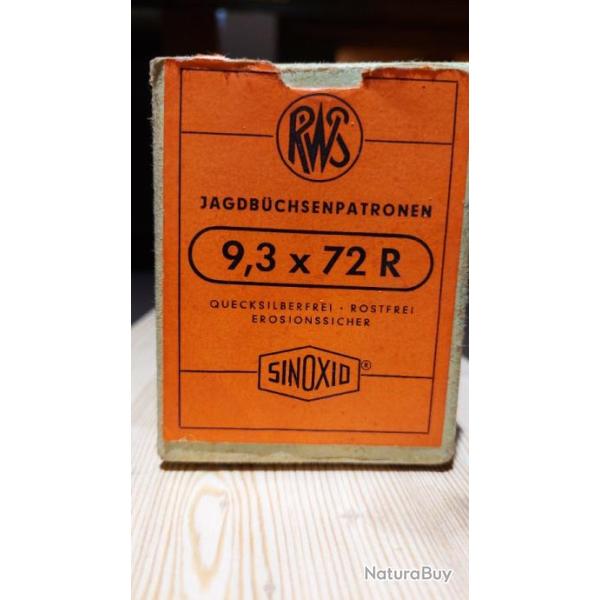 RWS
JAGDBÜCHSENPATRONEN
9,3 x 72 R
QUECKSILBERFREI · ROSTFREI
EROSIONSSICHER
SINOXID ®
NaturaBuy